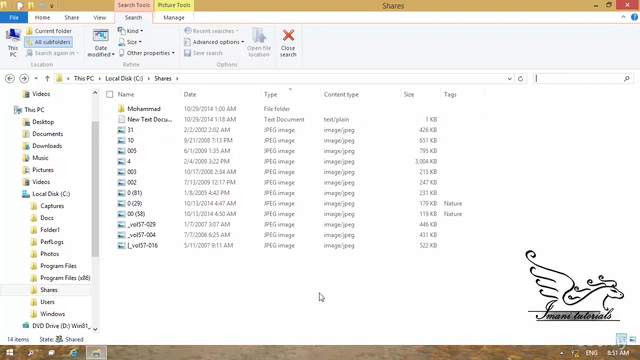 Search Tools Picture Tools Shares
File Home Share View Search Manage
This PC
Current folder
All subfolders
Search again in
Date modified
Kind
Size
Other properties
Recent searches
Advanced options
Save search
Open file location
Close search
Location Refine Options
This PC Local Disk (C:) Shares
Name Date Type Content type Size Tags
Mohammad 10/29/2014 1:00 AM File folder
New Text Docu... 10/29/2014 1:18 AM Text Document text/plain 1 KB
31 2/2/2002 2:02 AM JPEG image image/jpeg 426 KB
10 9/28/2008 7:13 PM JPEG image image/jpeg 651 KB
005 6/1/2009 1:35 AM JPEG image image/jpeg 795 KB
4 2/4/2009 3:22 PM JPEG image image/jpeg 3,004 KB
003 10/17/2008 2:34 AM JPEG image image/jpeg 215 KB
002 7/13/2009 12:17 PM JPEG image image/jpeg 247 KB
0 (81) 1/8/2005 4:42 PM JPEG image image/jpeg 231 KB
0 (29) 10/13/2014 4:47 AM JPEG image image/jpeg 179 KB Nature
00 (58) 10/13/2014 4:50 AM JPEG image image/jpeg 119 KB Nature
_vol57-029 1/7/2007 3:07 AM JPEG image image/jpeg 446 KB
_vol57-004 7/7/2006 6:25 AM JPEG image image/jpeg 431 KB
[_vol57-016 5/11/2007 9:11 AM JPEG image image/jpeg 522 KB
Videos
This PC
Desktop
Documents
Downloads
Music
Pictures
Videos
Local Disk (C:)
Captures
Docs
Folder1
PerfLogs
Photos
Program Files
Program Files (x86)
Shares
Users
Windows
DVD Drive (D:) Win81_
Imani tutorials
14 items State: Shared
ENG 8:51 AM